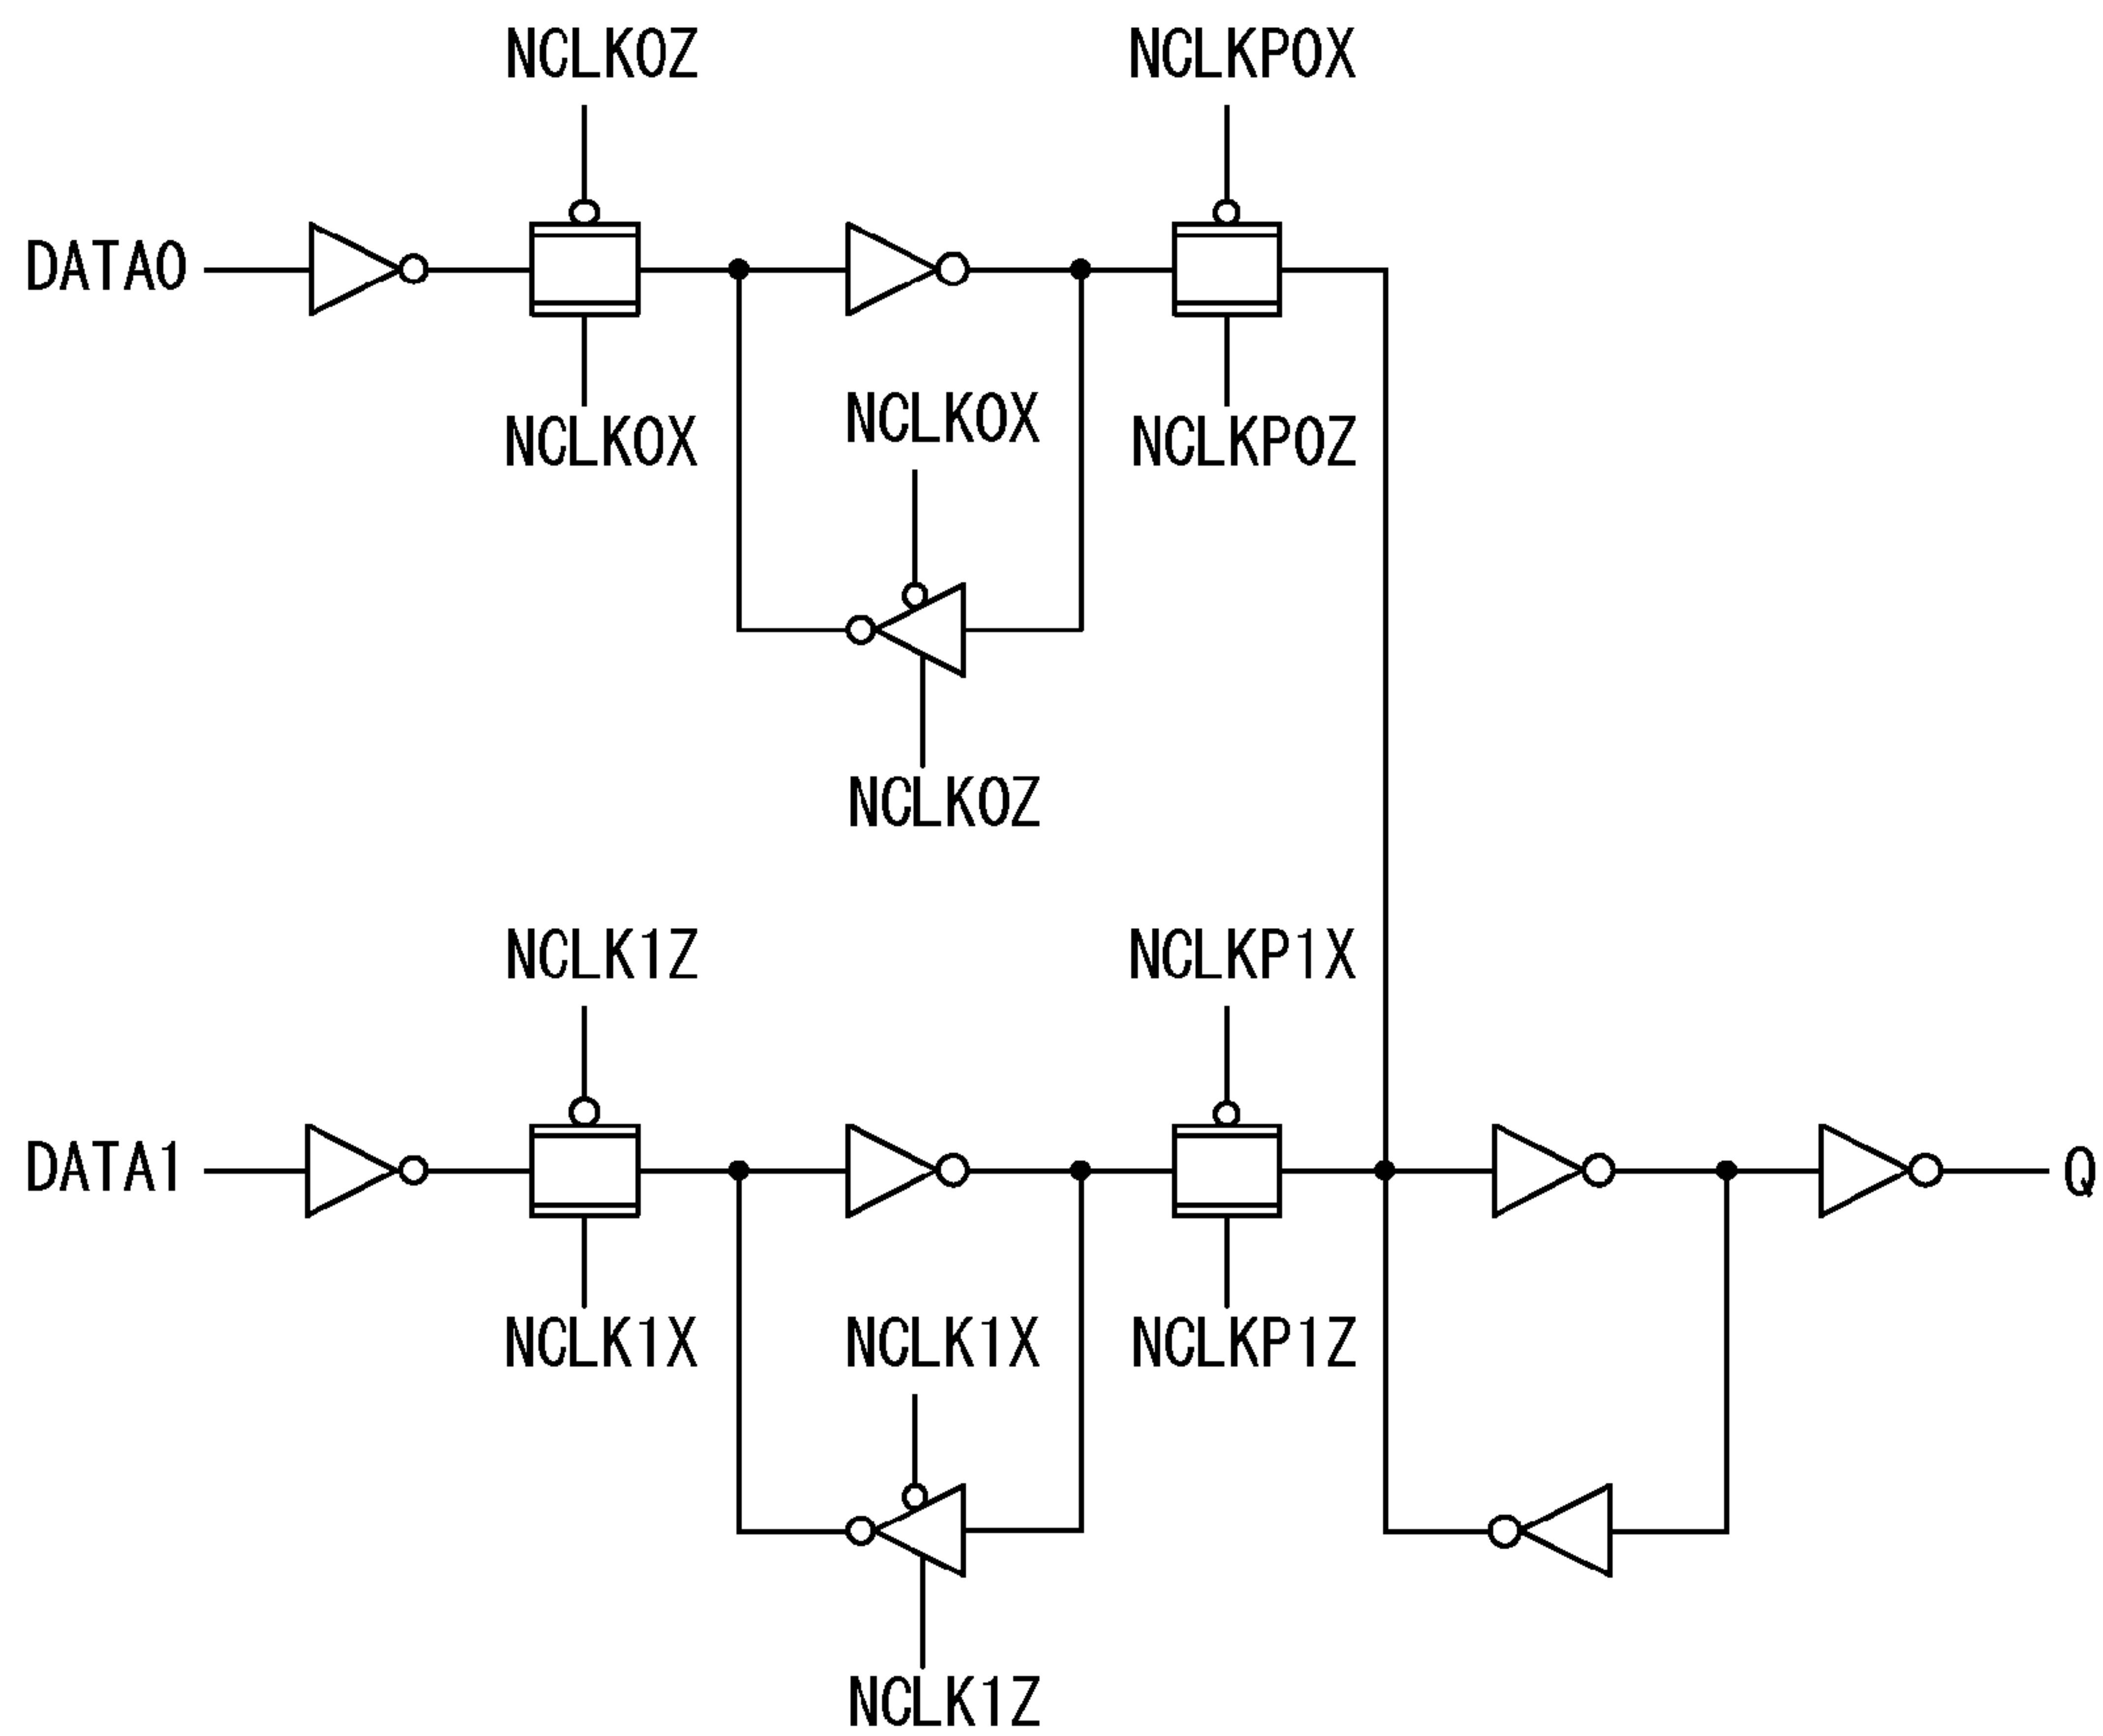 NCLK0Z
NCLKP0X
DATA0
NCLK0X
NCLK0X
NCLKP0Z
NCLK0Z
NCLK1Z
NCLKP1X
DATA1
Q
NCLK1X
NCLK1X
NCLKP1Z
NCLK1Z